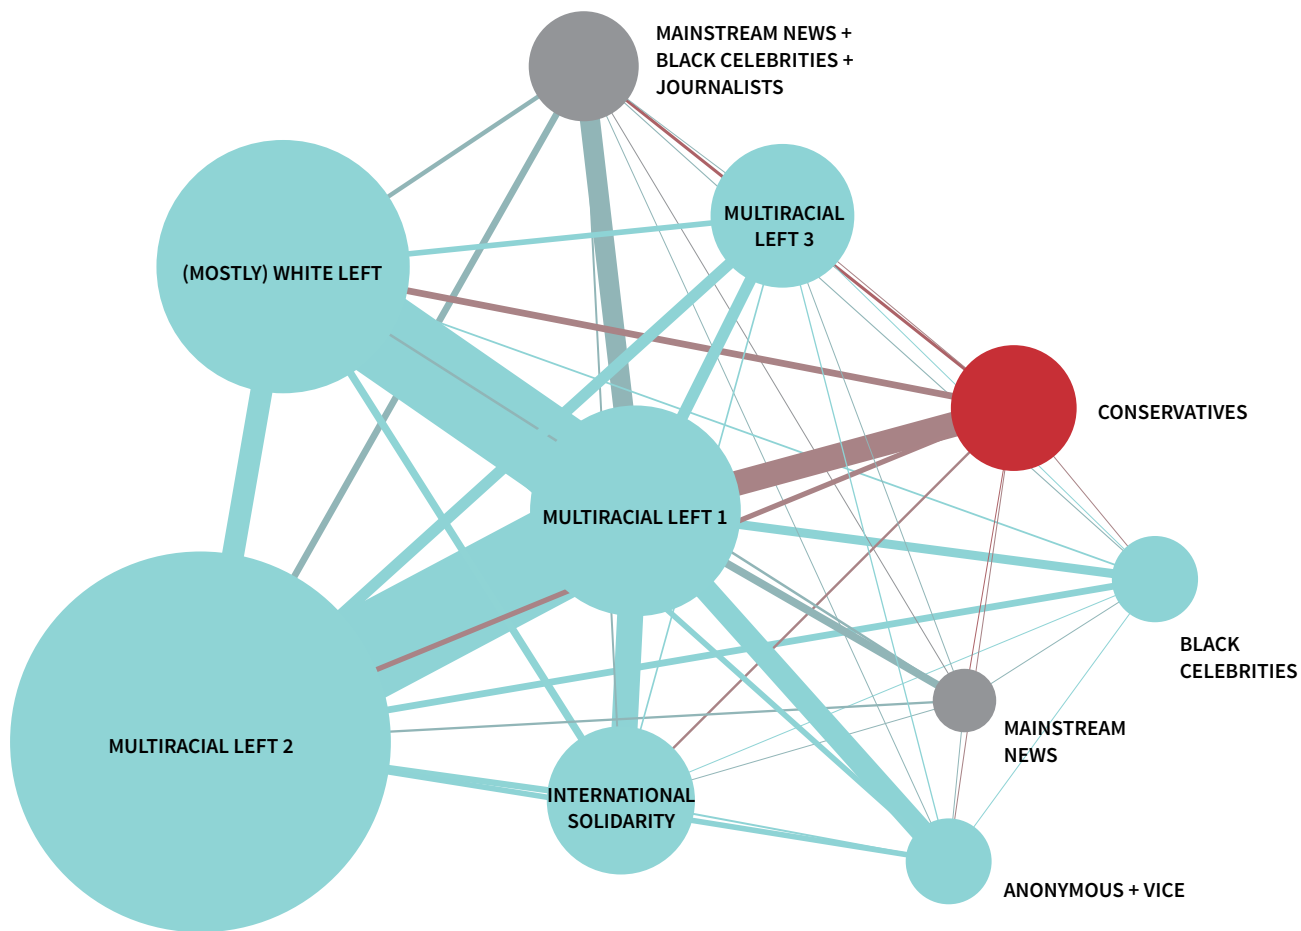 MAINSTREAM NEWS +
BLACK CELEBRITIES +
JOURNALISTS
MULTIRACIAL
LEFT 3
(MOSTLY) WHITE LEFT
CONSERVATIVES
MULTIRACIAL LEFT 1
BLACK
CELEBRITIES
MAINSTREAM
NEWS
MULTIRACIAL LEFT 2
INTERNATIONAL
SOLIDARITY
ANONYMOUS + VICE